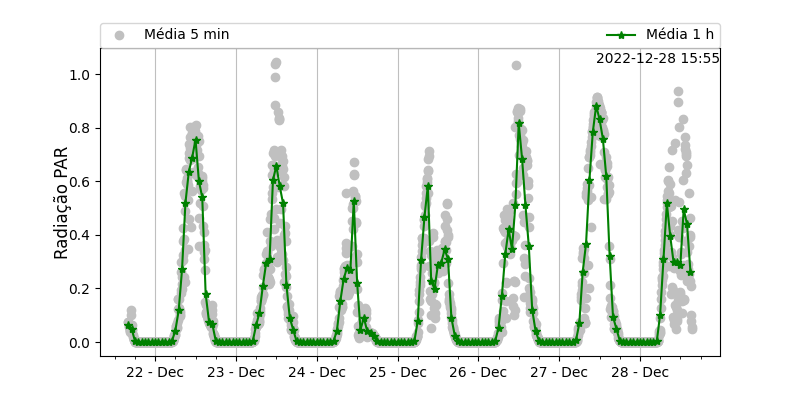 Média 5 min
Média 1 h
2022-12-28 15:55
Radiação PAR
1.0
0.8
0.6
0.4
0.2
0.0
22 - Dec
23 - Dec
24 - Dec
25 - Dec
26 - Dec
27 - Dec
28 - Dec